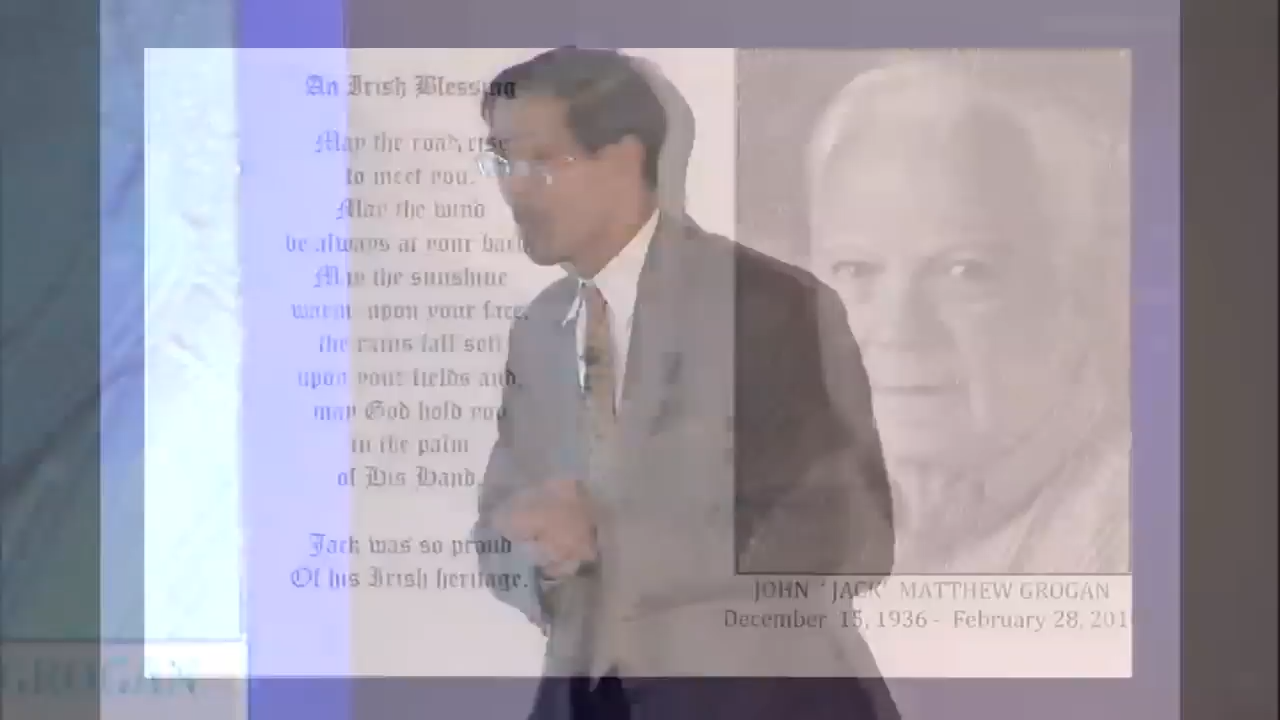 An Irish Blessing
May the road rise
to meet you.
May the wind
be always at your back
May the sunshine
warm upon your face,
the rains fall soft
upon your fields and,
may God hold you
in the palm
of His Hand.
Jack was so proud
Of his Irish heritage.
JOHN "JACK" MATTHEW GROGAN
December 15, 1936 - February 28, 201
GROGAN